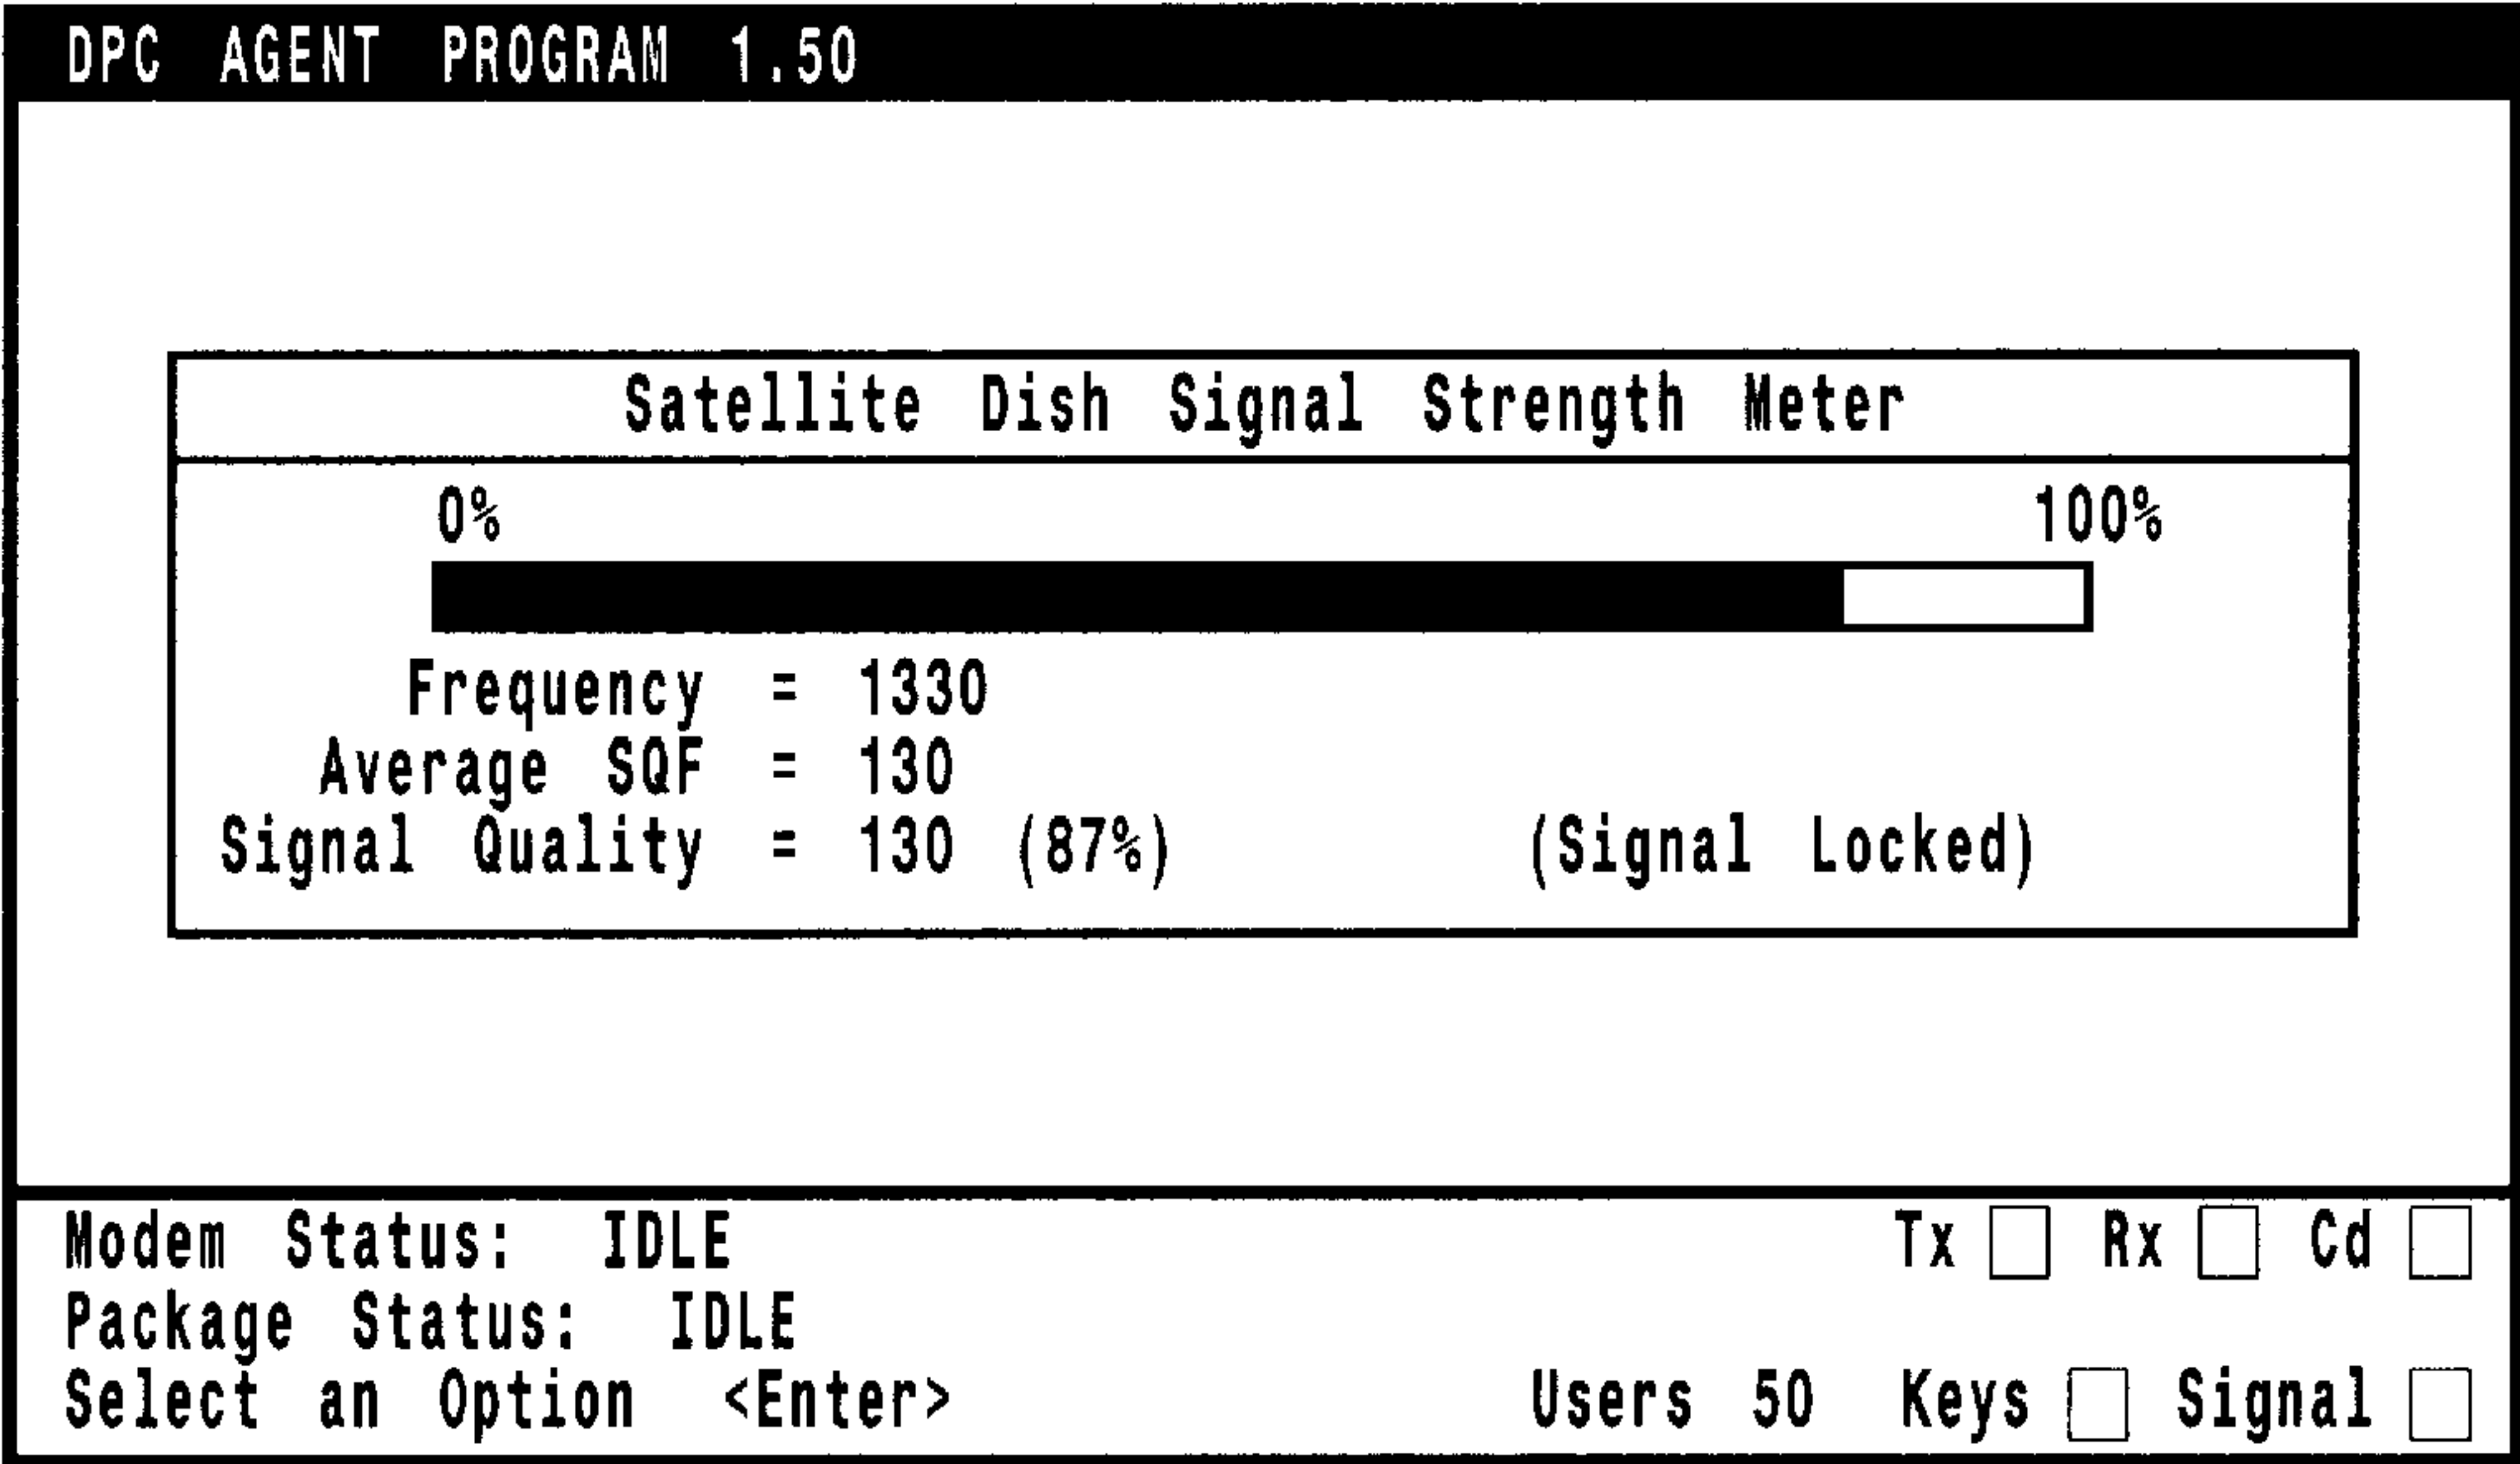 DPC AGENT PROGRAM 1.50
Satellite Dish Signal Strength Meter
0% 100%
Frequency = 1330
Average SQF = 130
Signal Quality = 130 (87%) (Signal Locked)
Modem Status: IDLE Tx Rx Cd
Package Status: IDLE
Select an Option <Enter> Users 50 Keys Signal